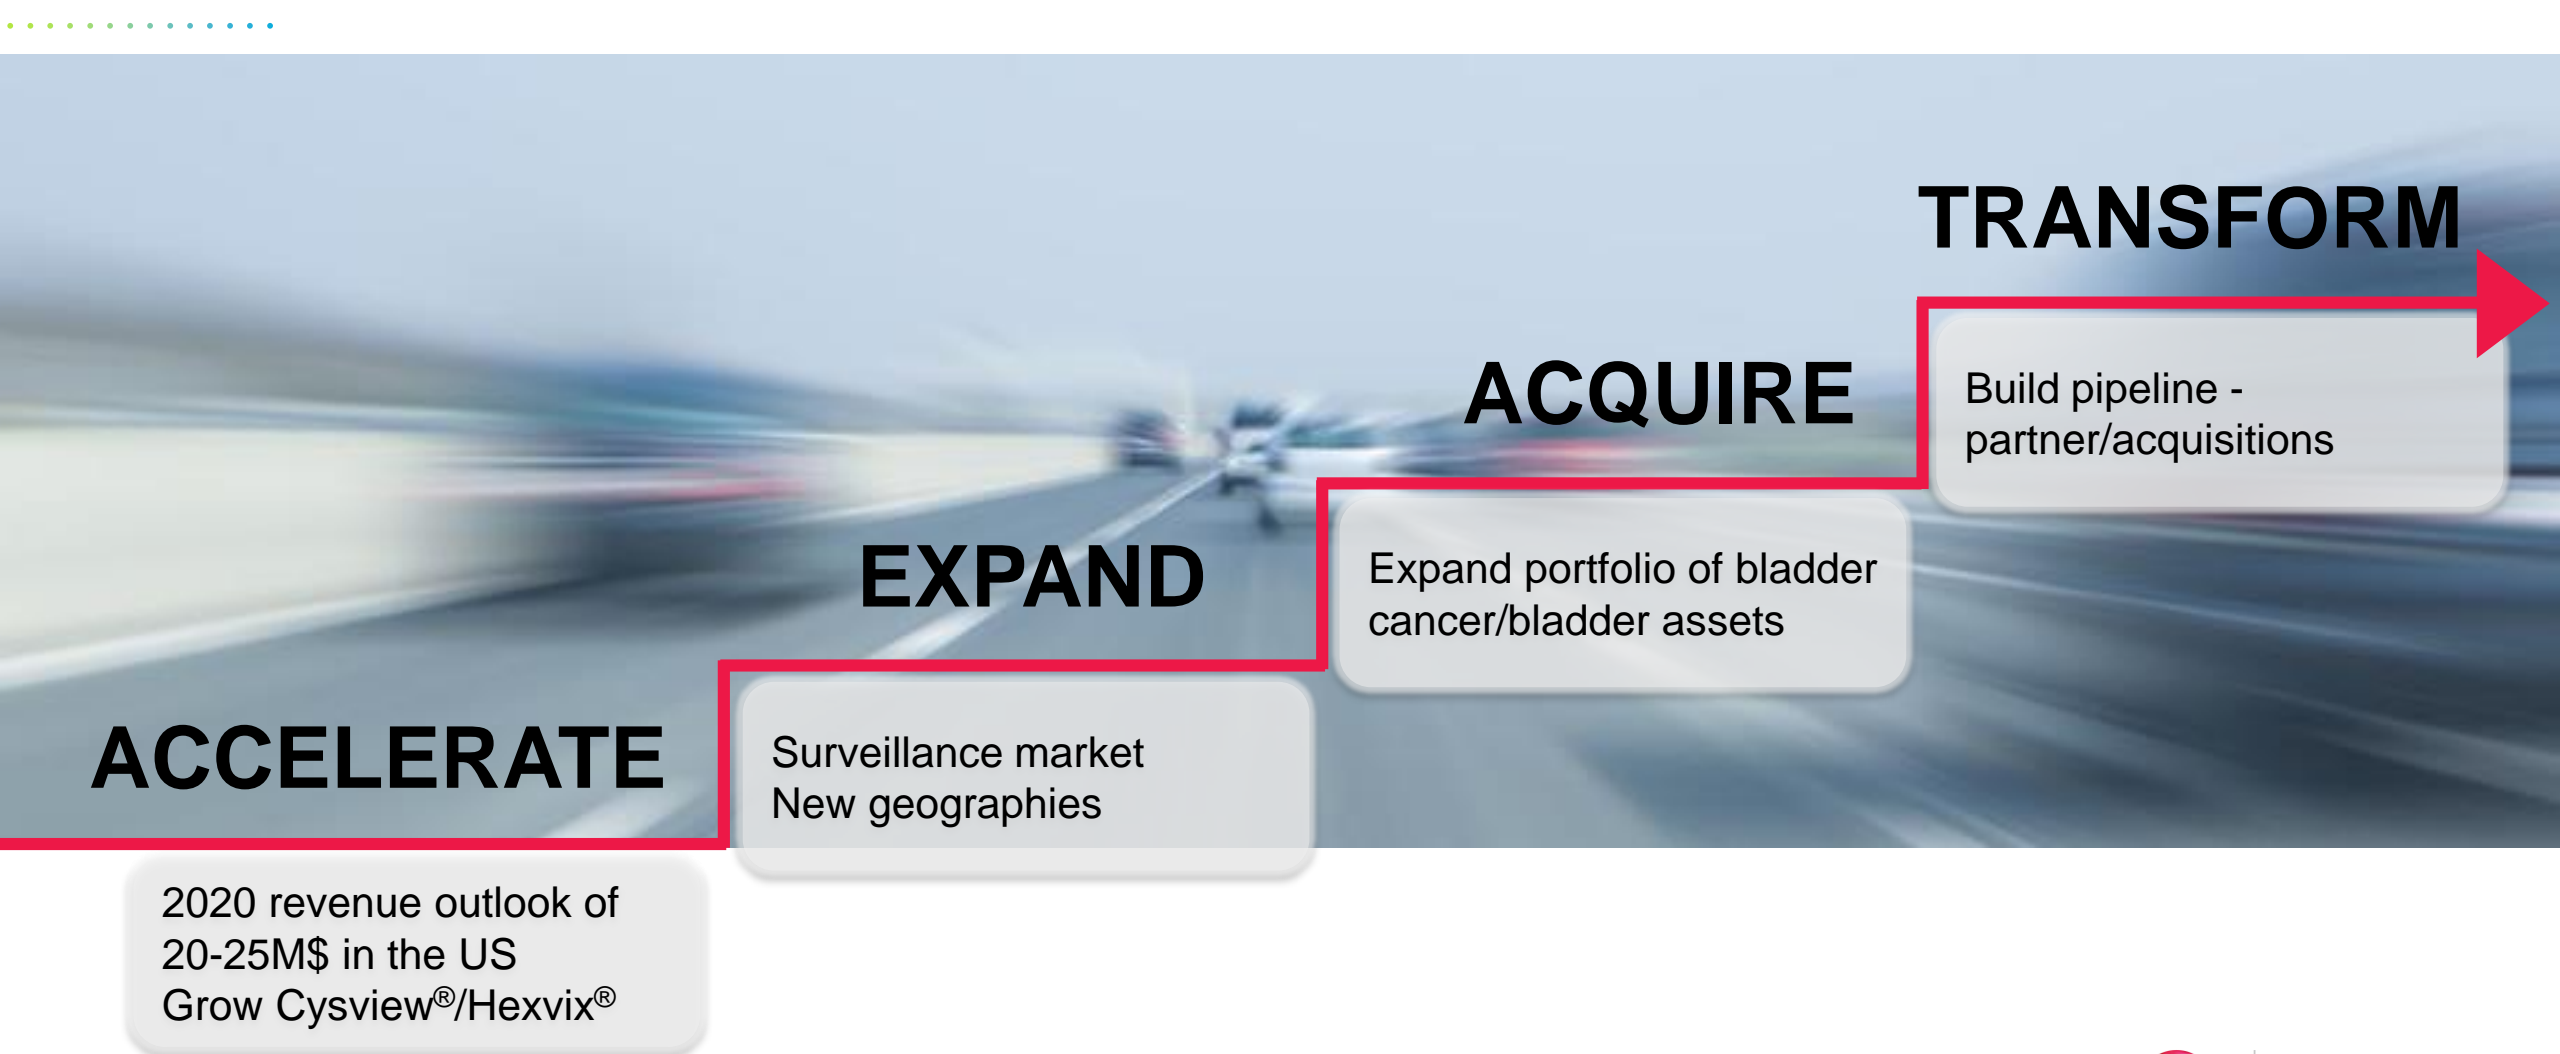 TRANSFORM
Build pipeline -
partner/acquisitions
ACQUIRE
Expand portfolio of bladder
cancer/bladder assets
EXPAND
Surveillance market
New geographies
ACCELERATE
2020 revenue outlook of
20-25M$ in the US
Grow Cysview®/Hexvix®